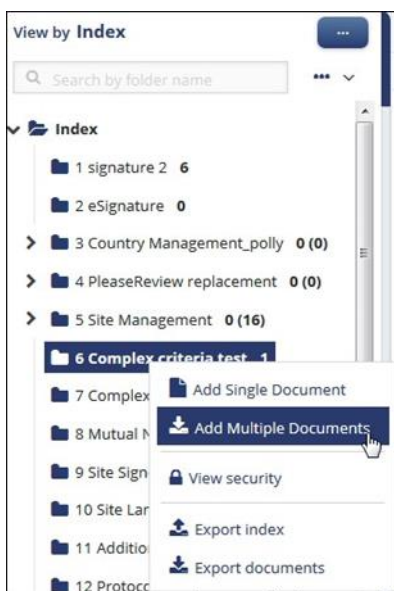 View by Index
Search by folder name
Index
1 signature 2 6
2 eSignature 0
3 Country Management_polly 0 (0)
4 PleaseReview replacement 0 (0)
5 Site Management 0 (16)
6 Complex criteria test 1
Add Single Document
7 Complex
Add Multiple Documents
8 Mutual
9 Site Sign
View security
10 Site Lan
Export index
11 Additio
Export documents
12 Protoco